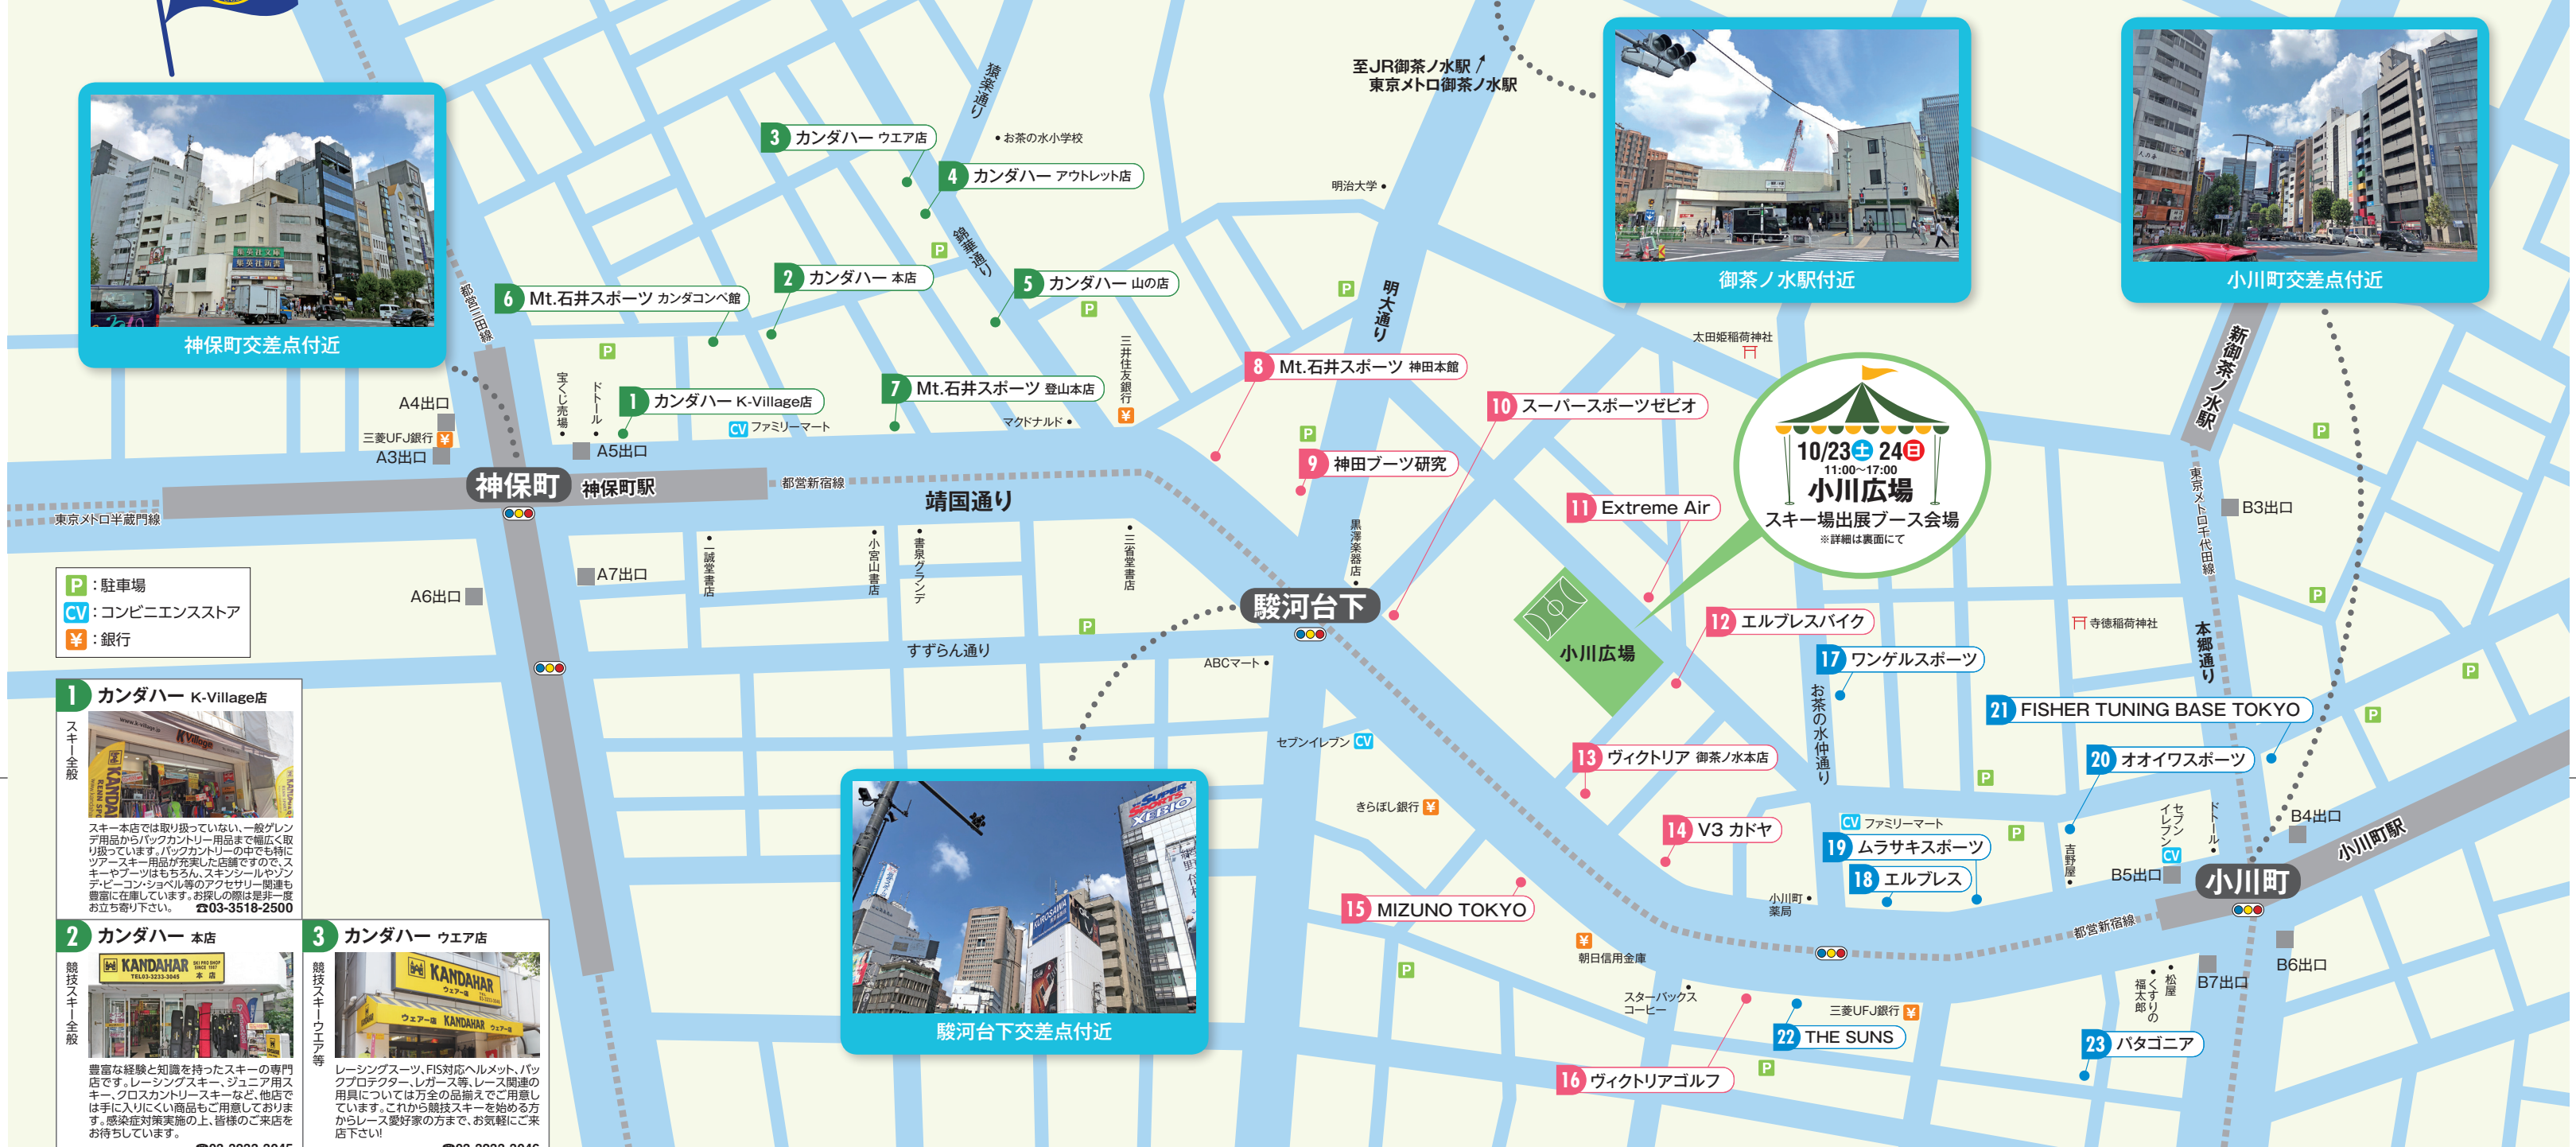 至JR御茶ノ水駅
東京メトロ御茶ノ水駅
神保町交差点付近
御茶ノ水駅付近
小川町交差点付近
駿河台下交差点付近
集英社文庫
集英社新書
猿楽通り
お茶の水小学校
明治大学
3 カンダハー ウエア店
4 カンダハー アウトレット店
錦華通り
2 カンダハー 本店
5 カンダハー 山の店
6 Mt.石井スポーツ カンダコンペ館
都営三田線
P
明大通り
太田姫稲荷神社
新御茶ノ水駅
三井住友銀行
¥
8 Mt.石井スポーツ 神田本館
7 Mt.石井スポーツ 登山本店
1 カンダハー K-Village店
宝くじ売場
ドトール
CV ファミリーマート
マクドナルド
10 スーパースポーツゼビオ
9 神田ブーツ研究
11 Extreme Air
10/23土 24日
11:00〜17:00
小川広場
スキー場出展ブース会場
※詳細は裏面にて
A4出口
三菱UFJ銀行 ¥
A3出口
A5出口
神保町
神保町駅
都営新宿線
靖国通り
東京メトロ半蔵門線
東京メトロ千代田線
B3出口
一誠堂書店
小宮山書店
書泉グランデ
三省堂書店
黒澤楽器店
A7出口
A6出口
P:駐車場
CV:コンビニエンスストア
¥:銀行
駿河台下
すずらん通り
ABCマート
小川広場
12 エルブレスバイク
17 ワンゲルスポーツ
寺徳稲荷神社
本郷通り
お茶の水仲通り
21 FISHER TUNING BASE TOKYO
20 オオイワスポーツ
セブンイレブン CV
13 ヴィクトリア 御茶ノ水本店
きらぼし銀行 ¥
14 V3 カドヤ
CV ファミリーマート
19 ムラサキスポーツ
18 エルブレス
吉野屋
セブンイレブン
CV
ドトール
B4出口
小川町駅
B5出口
小川町
15 MIZUNO TOKYO
小川町
薬局
都営新宿線
¥
朝日信用金庫
B6出口
B7出口
松屋
くすりの福太郎
スターバックス
コーヒー
三菱UFJ銀行 ¥
22 THE SUNS
23 パタゴニア
16 ヴィクトリアゴルフ
SUPER
SPORTS
XEBIO
KUROSAWA
1 カンダハー K-Village店
スキー全般
K-Village
KANDA
スキー本店では取り扱っていない、一般ゲレン
デ用品からバックカントリー用品まで幅広く取
り扱っています。バックカントリーの中でも特に
ツアースキー用品が充実した店舗ですので、ス
キーやブーツはもちろん、スキンシールやゾン
デ・ビーコン・ショベル等のアクセサリー関連も
豊富に在庫しています。お探しの際は是非一度
お立ち寄り下さい。 ☎03-3518-2500
2 カンダハー 本店
競技スキー全般
KANDAHAR
TEL03-3233-3045 本店
豊富な経験と知識を持ったスキーの専門
店です。レーシングスキー、ジュニア用ス
キー、クロスカントリースキーなど、他店で
は手に入りにくい商品もご用意しておりま
す。感染症対策実施の上、皆様のご来店を
お待ちしています。
3 カンダハー ウエア店
競技スキーウエア等
KANDAHAR
ウェアー店
ウェアー店 KANDAHAR ウェアー店
レーシングスーツ、FIS対応ヘルメット、バッ
クプロテクター、レガース等、レース関連の
用具については万全の品揃えでご用意し
ています。これから競技スキーを始める方
からレース愛好家の方まで、お気軽にご来
店下さい!